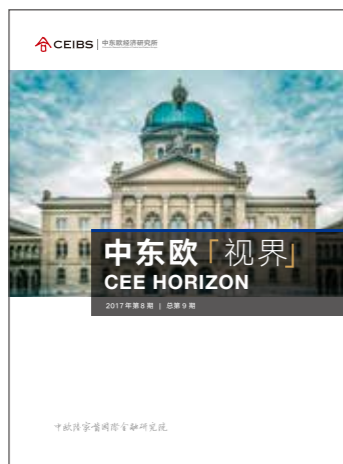 CEIBS | 中东欧经济研究所
中东欧「视界」
CEE HORIZON
2017年第8期 | 总第9期
中欧陆家嘴国际金融研究院